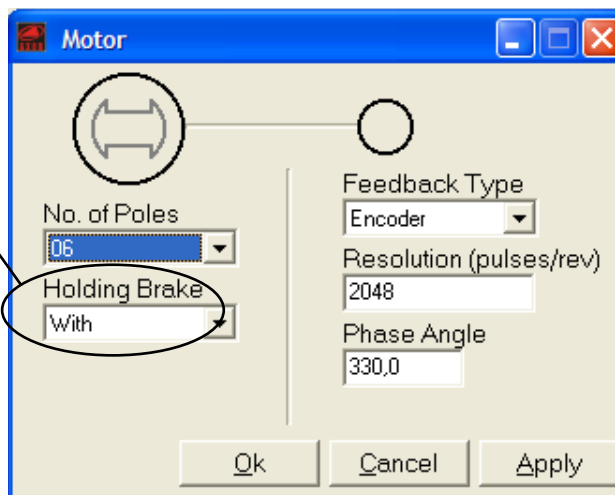 Motor
No. of Poles
06
Holding Brake
With
Feedback Type
Encoder
Resolution (pulses/rev)
2048
Phase Angle
330,0
Ok
Cancel
Apply